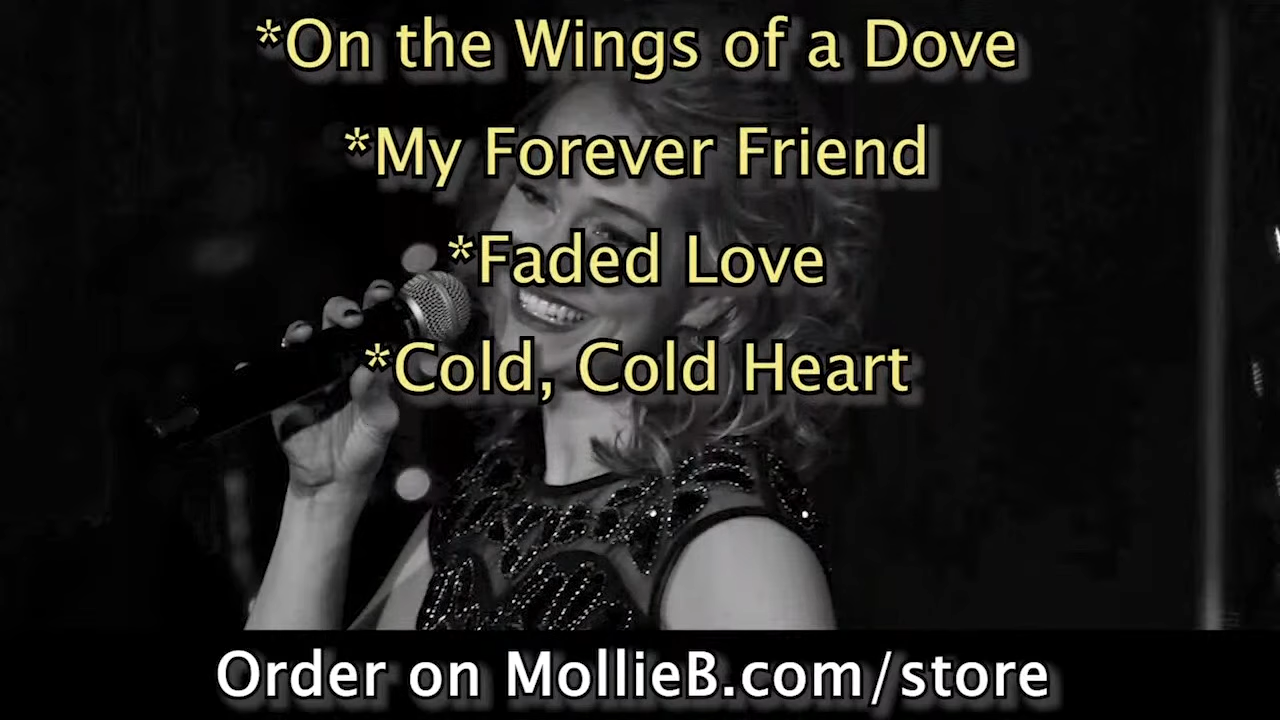 *On the Wings of a Dove
*My Forever Friend
*Faded Love
*Cold, Cold Heart
Order on MollieB.com/store